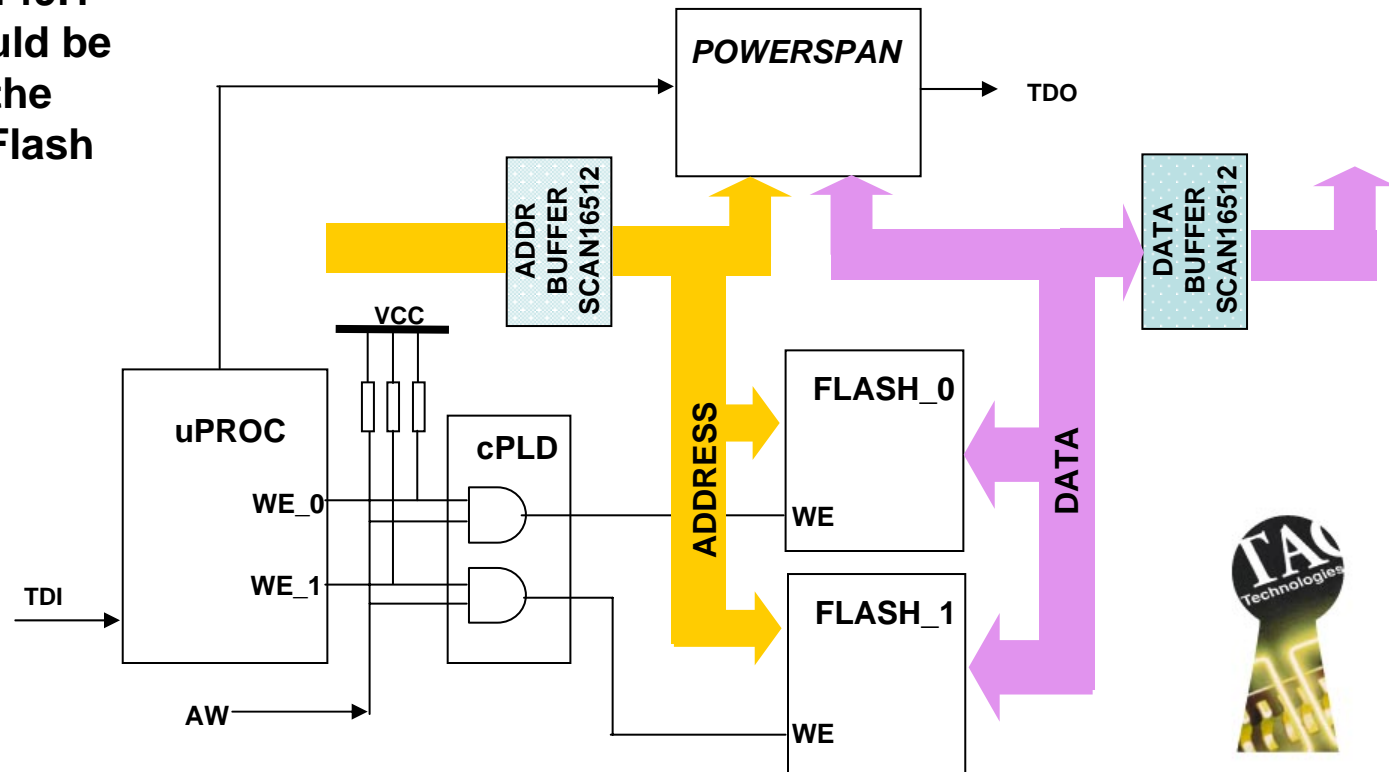 uld be
the
Flash
POWERSPAN
TDO
ADDR
BUFFER
SCAN16512
DATA
BUFFER
SCAN16512
VCC
uPROC
cPLD
FLASH_0
ADDRESS
DATA
WE_0
WE
WE_1
TDI
FLASH_1
AW
WE
TAC
Technologies